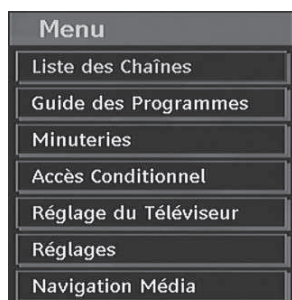 Menu
Liste des Chaînes
Guide des Programmes
Minuteries
Accès Conditionnel
Réglage du Téléviseur
Réglages
Navigation Média